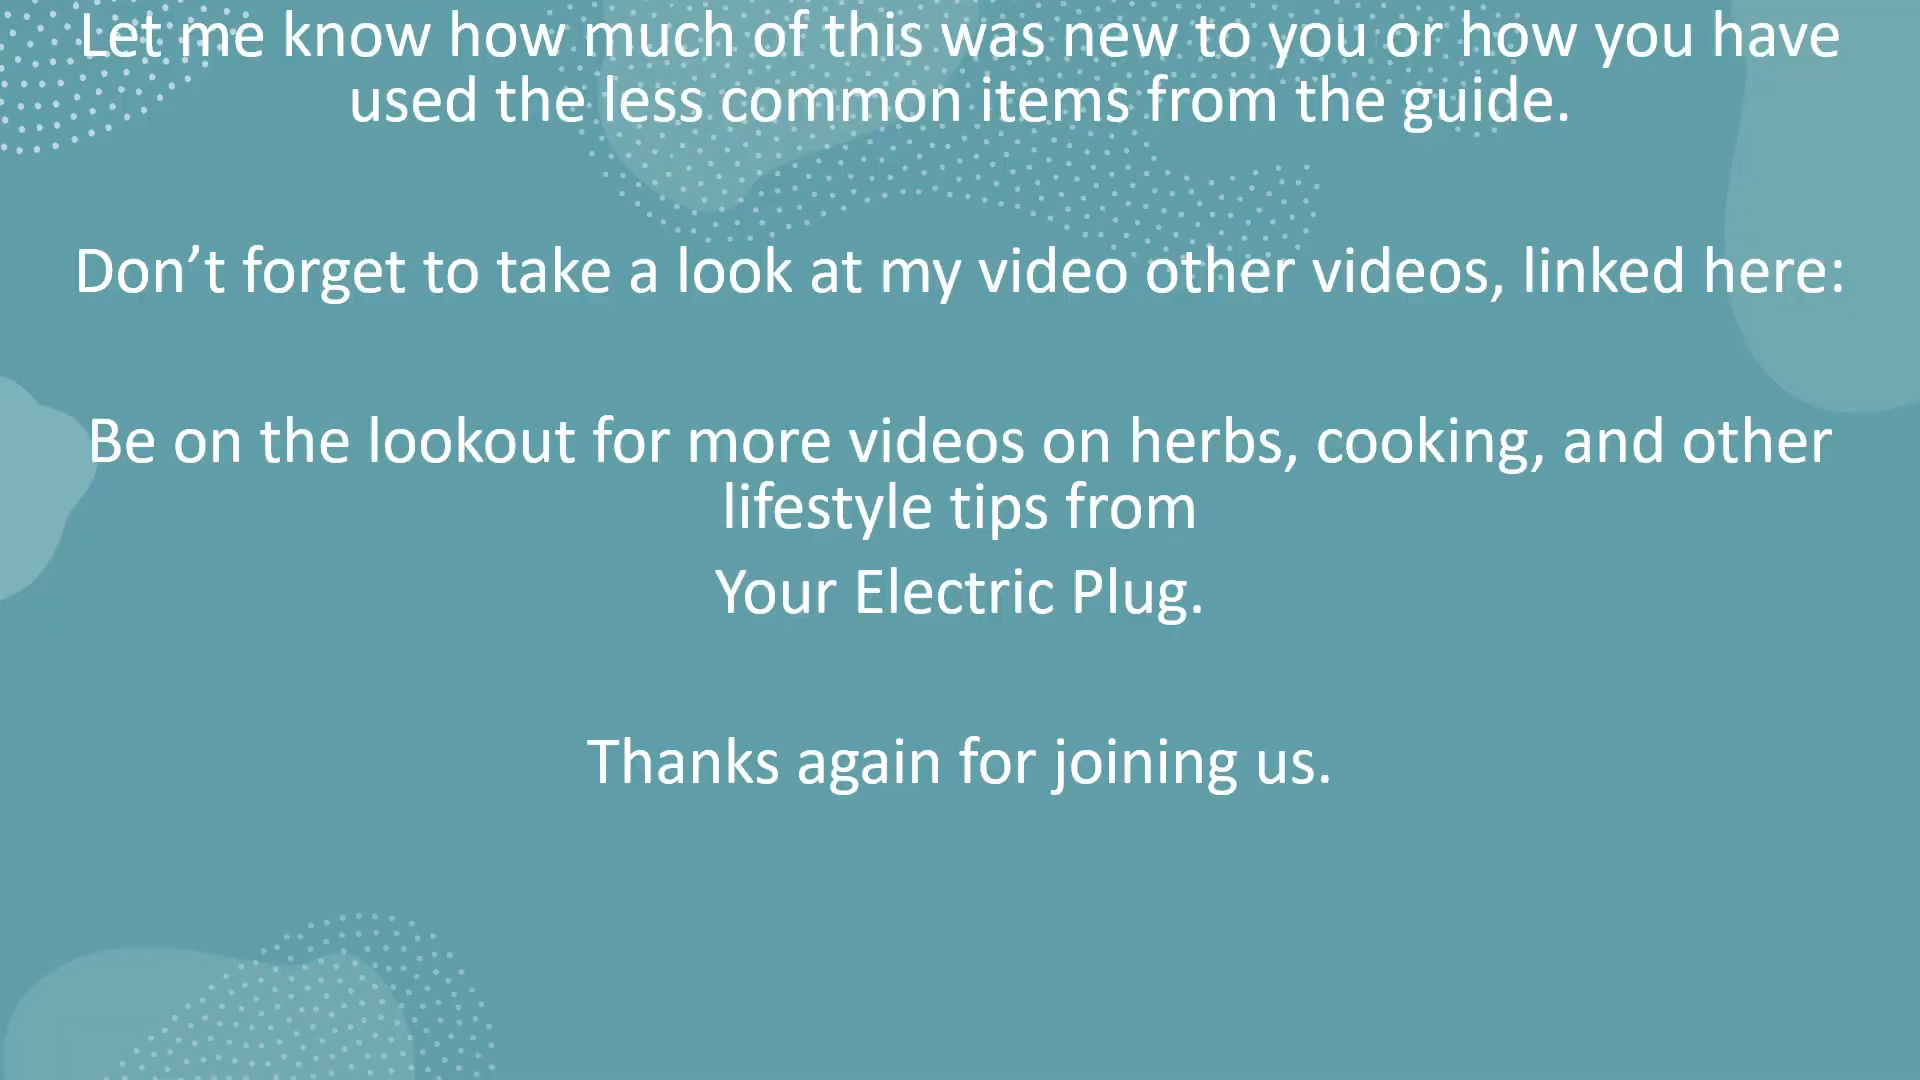 Let me know how much of this was new to you or how you have
used the less common items from the guide.
Don’t forget to take a look at my video other videos, linked here:
Be on the lookout for more videos on herbs, cooking, and other
lifestyle tips from
Your Electric Plug.
Thanks again for joining us.